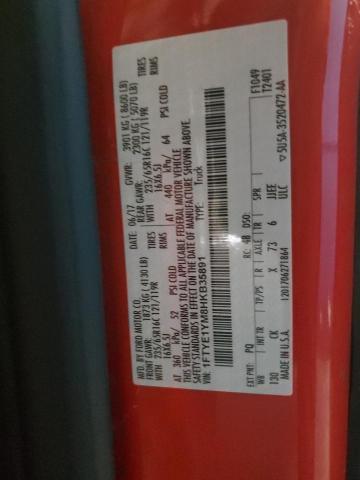 MFD. BY FORD MOTOR CO.
DATE: 06/17 GVWR: 3901 KG ( 8600 LB)
FRONT GAWR: 1873 KG ( 4130 LB) REAR GAWR: 2300 KG ( 5070 LB)
WITH TIRES WITH TIRES
235/65R16C 121/119R 235/65R16C 121/119R
16X6.5J RIMS 16X6.5J RIMS
AT 360 kPa/ 52 PSI COLD AT 440 kPa/ 64 PSI COLD
THIS VEHICLE CONFORMS TO ALL APPLICABLE FEDERAL MOTOR VEHICLE
SAFETY STANDARDS IN EFFECT ON THE DATE OF MANUFACTURE SHOWN ABOVE.
VIN: 1FTYE1YM8HKB35891
TYPE: Truck
F1049
T2401
EXT PNT: PQ RC: 48 DSO:
WB INT TR TP/PS R AXLE TR SPR
130 CK X 73 6 JJEE
MADE IN U.S.A. 1201706271864 ULC
5U5A-3520472-AA